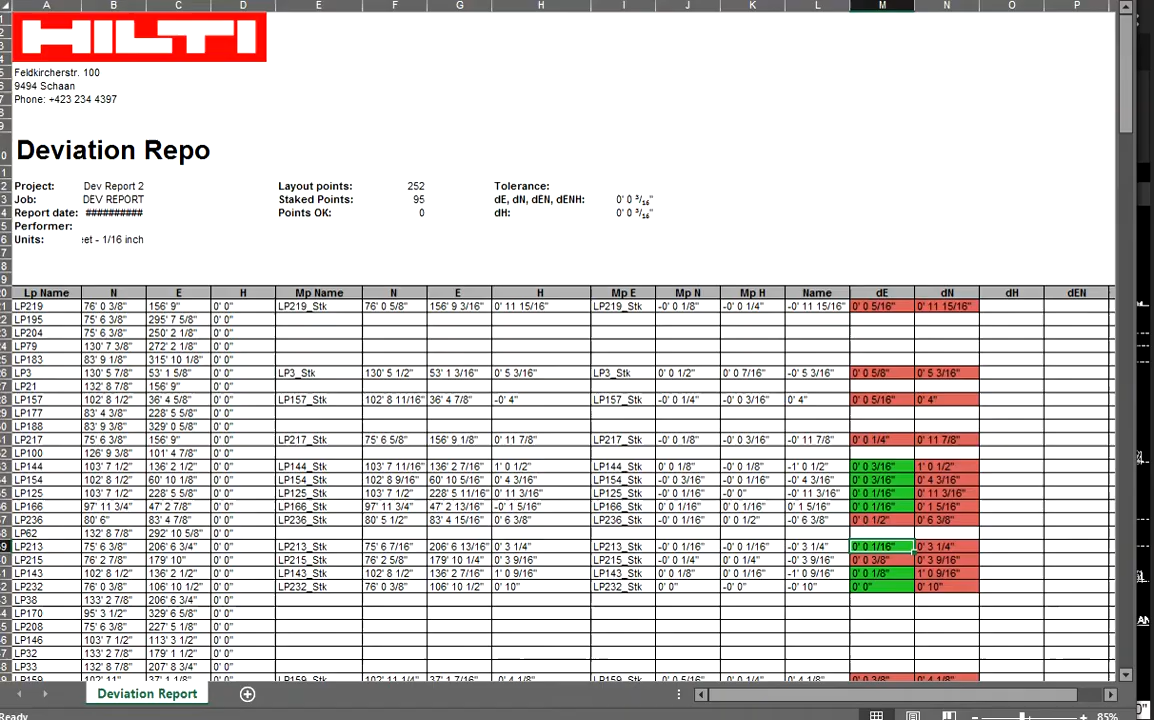 A B C D E F G H I J K L M N O P
HILTI
Feldkircherstr. 100
9494 Schaan
Phone: +423 234 4397
Deviation Repo
Project: Dev Report 2 Layout points: 252 Tolerance:
Job: DEV REPORT Staked Points: 95 dE, dN, dEN, dENH: 0' 0 3/16"
Report date: ########## Points OK: 0 dH: 0' 0 3/16"
Performer:
Units: et - 1/16 inch
Lp Name N E H Mp Name N E H Mp E Mp N Mp H Name dE dN dH dEN
LP219 76' 0 3/8" 156' 9" 0' 0" LP219_Stk 76' 0 5/8" 156' 9 3/16" 0' 11 15/16" LP219_Stk -0' 0 1/8" -0' 0 1/4" -0' 11 15/16" 0' 0 5/16" 0' 11 15/16"
LP195 75' 6 3/8" 295' 7 5/8" 0' 0"
LP204 75' 6 3/8" 250' 2 1/8" 0' 0"
LP79 130' 7 3/8" 272' 2 1/8" 0' 0"
LP183 83' 9 1/8" 315' 10 1/8" 0' 0"
LP3 130' 5 7/8" 53' 1 5/8" 0' 0" LP3_Stk 130' 5 1/2" 53' 1 3/16" 0' 5 3/16" LP3_Stk 0' 0 1/2" 0' 0 7/16" -0' 5 3/16" 0' 0 5/8" 0' 5 3/16"
LP21 132' 8 7/8" 156' 9" 0' 0"
LP157 102' 8 1/2" 36' 4 5/8" 0' 0" LP157_Stk 102' 8 11/16" 36' 4 7/8" -0' 4" LP157_Stk -0' 0 1/4" -0' 0 3/16" 0' 4" 0' 0 5/16" 0' 4"
LP177 83' 4 3/8" 228' 5 5/8" 0' 0"
LP188 83' 9 3/8" 329' 0 5/8" 0' 0"
LP217 75' 6 3/8" 156' 9" 0' 0" LP217_Stk 75' 6 5/8" 156' 9 1/8" 0' 11 7/8" LP217_Stk -0' 0 1/8" -0' 0 1/4" -0' 11 7/8" 0' 0 1/4" 0' 11 7/8"
LP100 126' 9 3/8" 101' 4 7/8" 0' 0"
LP144 103' 7 1/2" 136' 2 1/2" 0' 0" LP144_Stk 103' 7 11/16" 136' 2 7/16" 1' 0 1/2" LP144_Stk 0' 0 1/8" -0' 0 1/8" -1' 0 1/2" 0' 0 3/16" 1' 0 1/2"
LP154 102' 8 1/2" 60' 10 1/8" 0' 0" LP154_Stk 102' 8 9/16" 60' 10 5/16" 0' 4 3/16" LP154_Stk -0' 0 3/16" -0' 0 1/16" -0' 4 3/16" 0' 0 3/16" 0' 4 3/16"
LP125 103' 7 1/2" 228' 5 5/8" 0' 0" LP125_Stk 103' 7 1/2" 228' 5 11/16" 0' 11 3/16" LP125_Stk -0' 0 1/16" -0' 0" -0' 11 3/16" 0' 0 1/16" 0' 11 3/16"
LP166 97' 11 3/4" 47' 2 7/8" 0' 0" LP166_Stk 97' 11 3/4" 47' 2 13/16" -0' 1 5/16" LP166_Stk 0' 0 1/16" 0' 0 1/16" 0' 1 5/16" 0' 0 1/16" 0' 1 5/16"
LP236 80' 6" 83' 4 7/8" 0' 0" LP236_Stk 80' 5 1/2" 83' 4 15/16" 0' 6 3/8" LP236_Stk -0' 0 1/16" 0' 0 1/2" -0' 6 3/8" 0' 0 1/2" 0' 6 3/8"
LP62 132' 8 7/8" 292' 10 5/8" 0' 0"
LP213 75' 6 3/8" 206' 6 3/4" 0' 0" LP213_Stk 75' 6 7/16" 206' 6 13/16" 0' 3 1/4" LP213_Stk -0' 0 1/16" -0' 0 1/16" -0' 3 1/4" 0' 0 1/16" 0' 3 1/4"
LP215 76' 2 7/8" 179' 10" 0' 0" LP215_Stk 76' 2 5/8" 179' 10 1/4" 0' 3 9/16" LP215_Stk -0' 0 1/4" 0' 0 1/4" -0' 3 9/16" 0' 0 3/8" 0' 3 9/16"
LP143 102' 8 1/2" 136' 2 1/2" 0' 0" LP143_Stk 102' 8 1/2" 136' 2 7/16" 1' 0 9/16" LP143_Stk 0' 0 1/8" 0' 0 1/16" -1' 0 9/16" 0' 0 1/8" 1' 0 9/16"
LP232 76' 0 3/8" 106' 10 1/2" 0' 0" LP232_Stk 76' 0 3/8" 106' 10 1/2" 0' 10" LP232_Stk 0' 0" -0' 0" -0' 10" 0' 0" 0' 10"
LP38 133' 2 7/8" 206' 6 3/4" 0' 0"
LP170 95' 3 1/2" 329' 6 5/8" 0' 0"
LP208 75' 6 3/8" 227' 5 1/8" 0' 0"
LP146 103' 7 1/2" 113' 3 1/2" 0' 0"
LP32 133' 2 7/8" 179' 1 1/2" 0' 0"
LP33 132' 8 7/8" 207' 8 3/4" 0' 0"
Deviation Report
Ready 85%